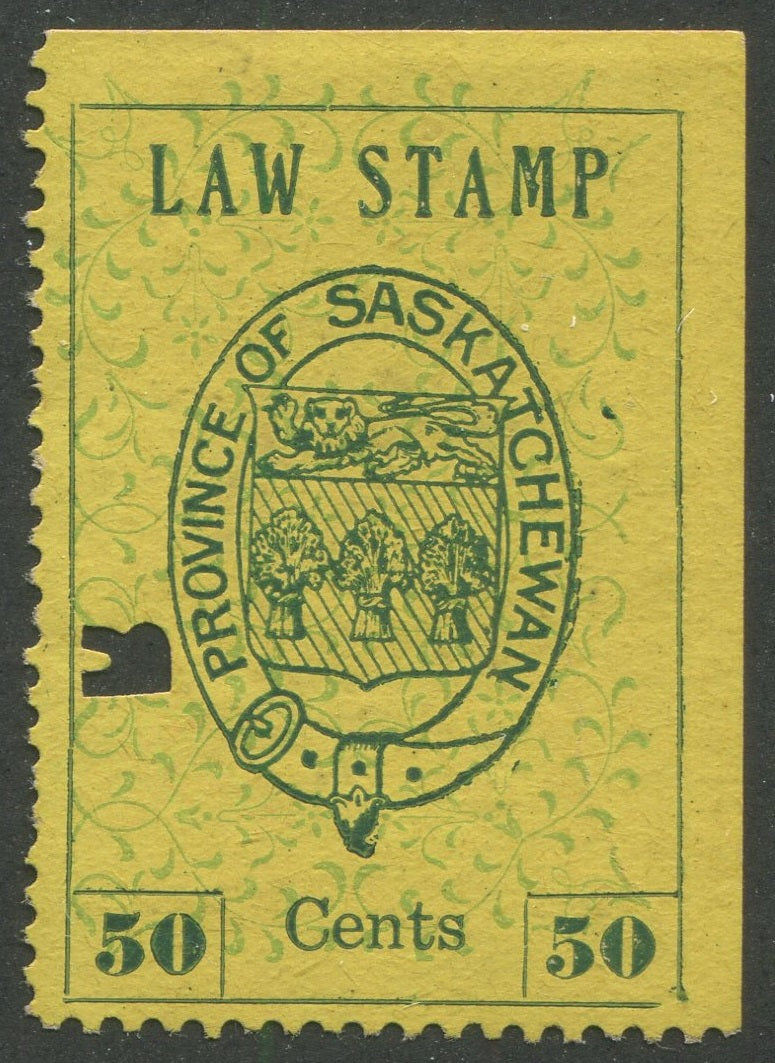 LAW STAMP
PROVINCE OF SASKATCHEWAN
Cents
50 50